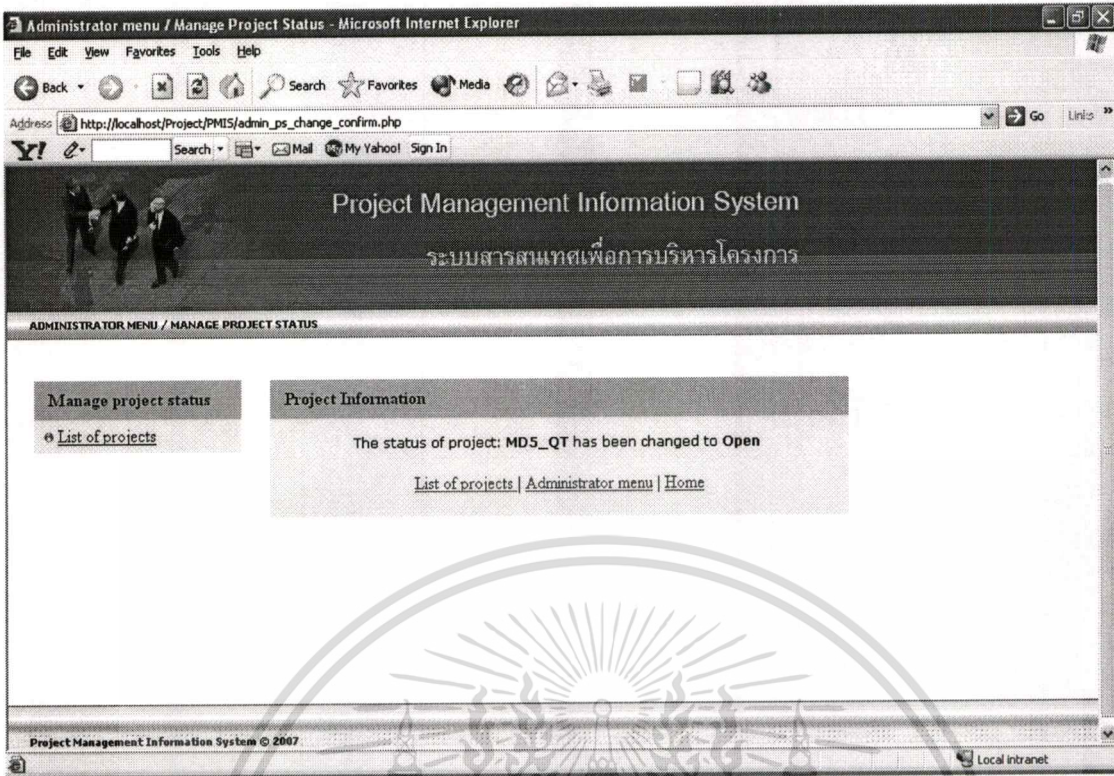 Administrator menu / Manage Project Status - Microsoft Internet Explorer
File Edit View Favorites Tools Help
Back Search Favorites Media
Address http://localhost/Project/PMIS/admin_ps_change_confirm.php Go Links »
Y! Search Mail My Yahoo! Sign In
Project Management Information System
ระบบสารสนเทศเพื่อการบริหารโครงการ
ADMINISTRATOR MENU / MANAGE PROJECT STATUS
Manage project status
List of projects
Project Information
The status of project: MD5_QT has been changed to Open
List of projects | Administrator menu | Home
Project Management Information System © 2007
Local intranet